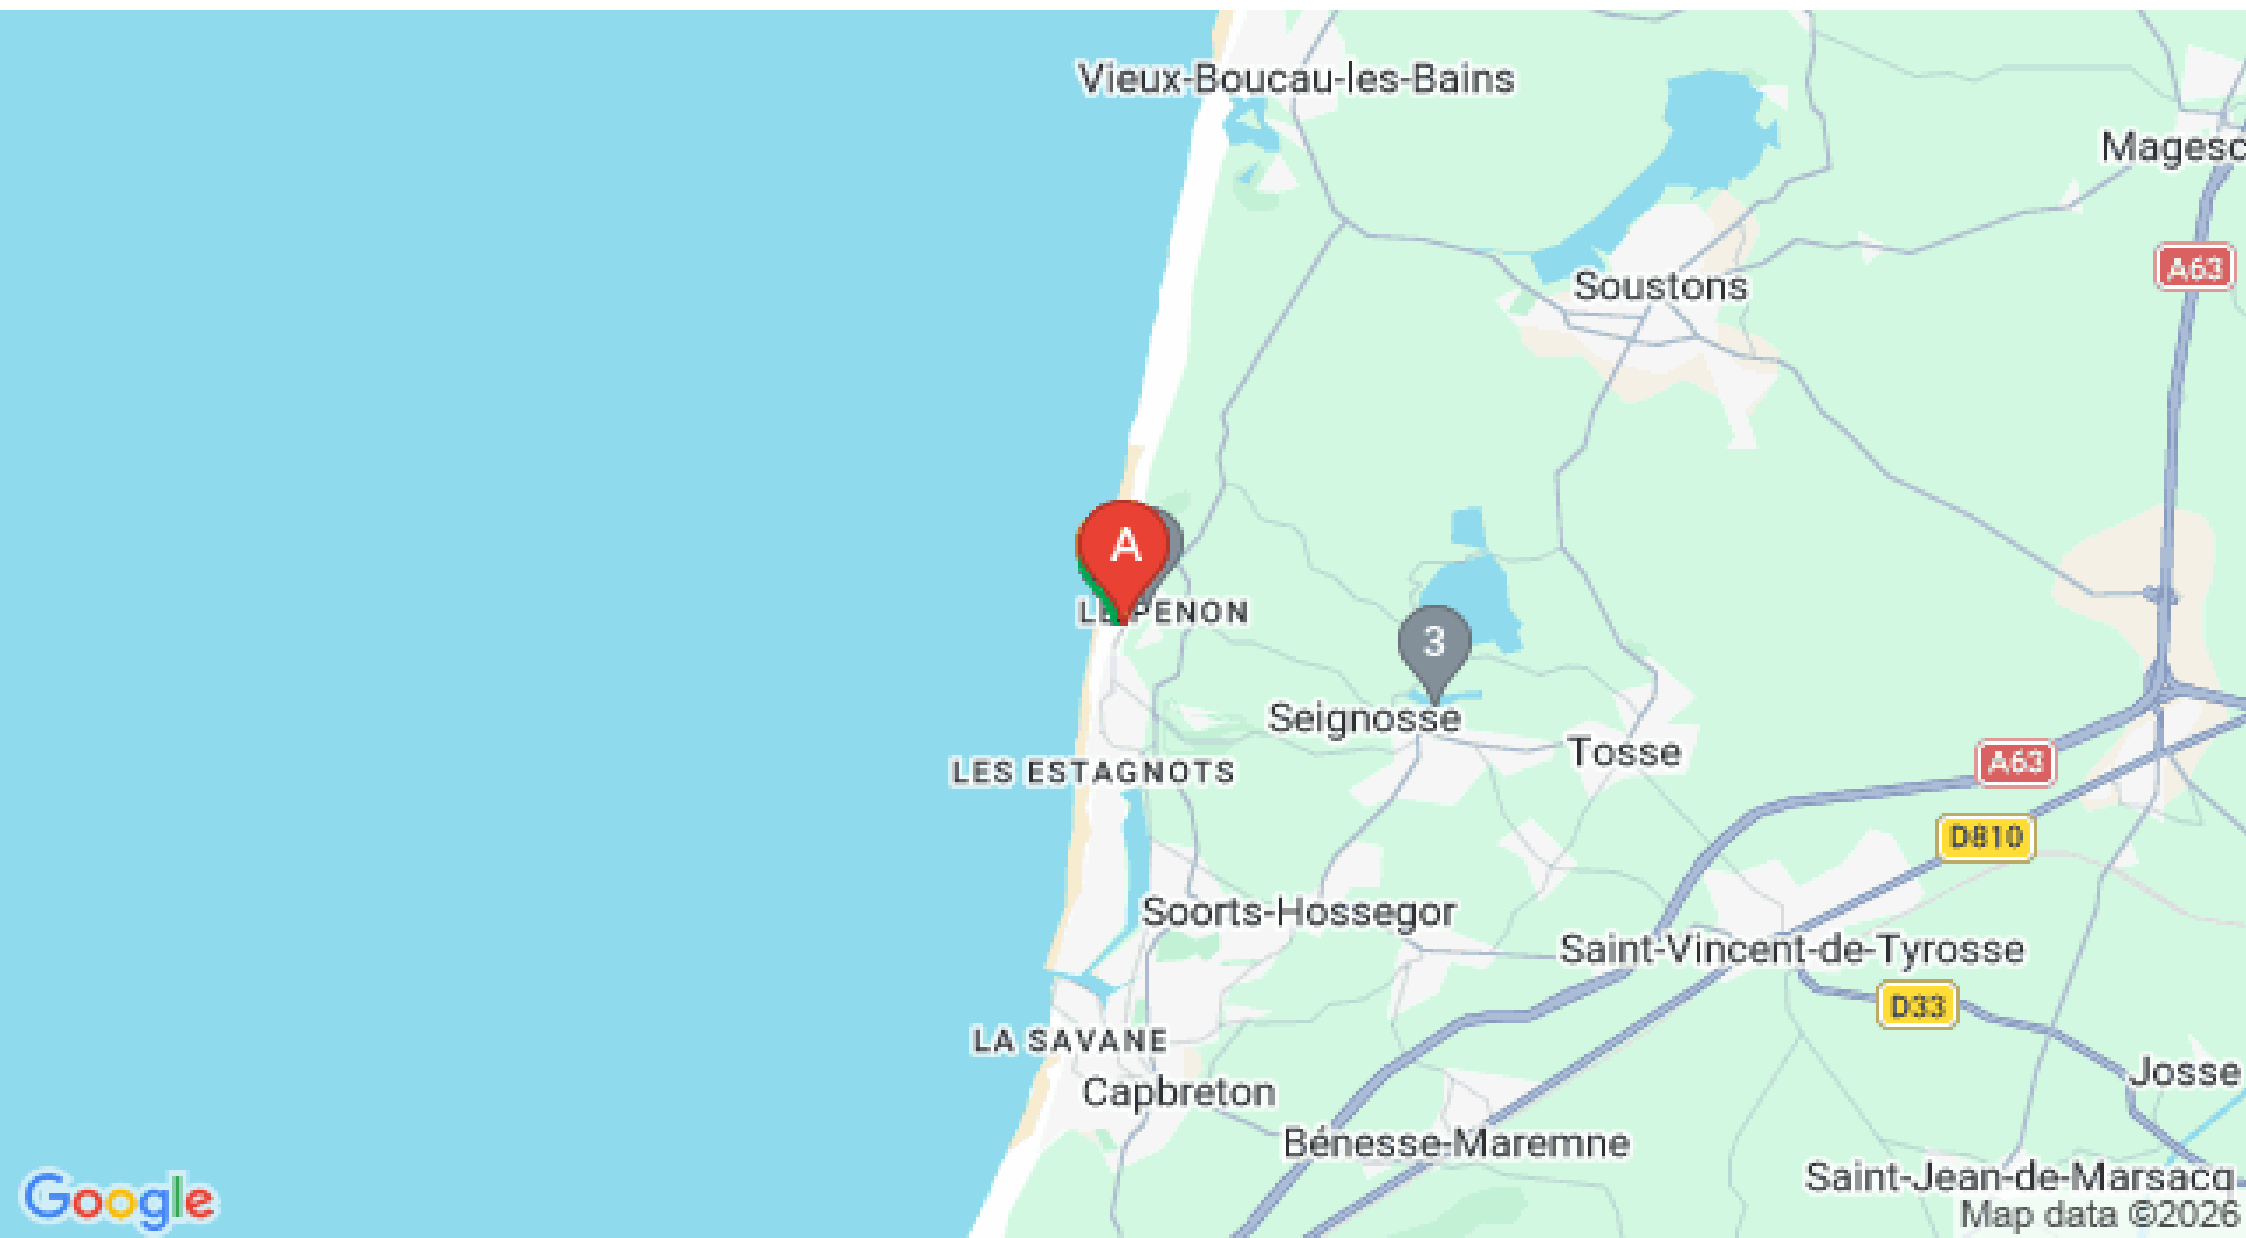 Vieux-Boucau-les-Bains
Magesc
A63
Soustons
A
LE PENON
3
Seignosse
Tosse
LES ESTAGNOTS
A63
D810
Soorts-Hossegor
Saint-Vincent-de-Tyrosse
D33
LA SAVANE
Josse
Capbreton
Bénesse-Maremne
Saint-Jean-de-Marsacq
Google
Map data ©2026